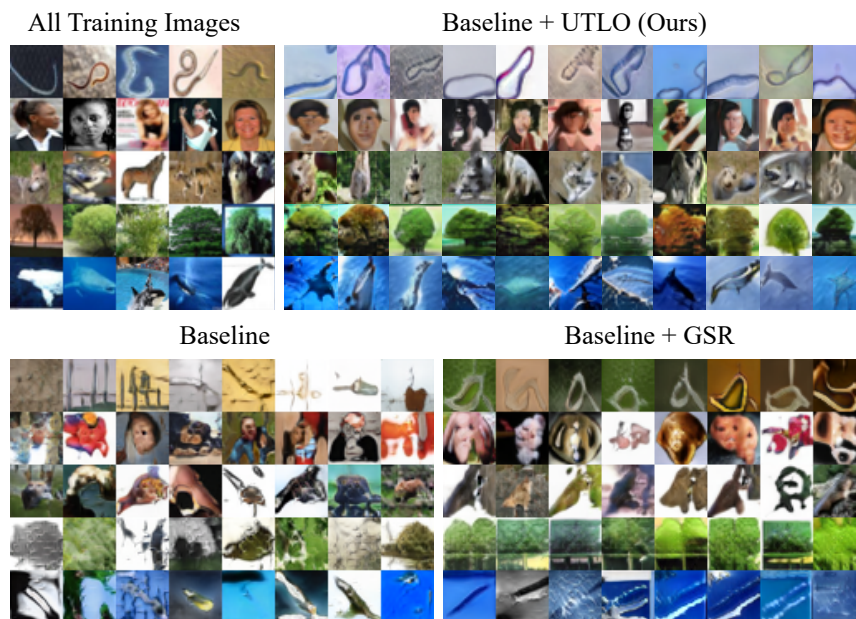 All Training Images
Baseline + UTLO (Ours)
Baseline
Baseline + GSR